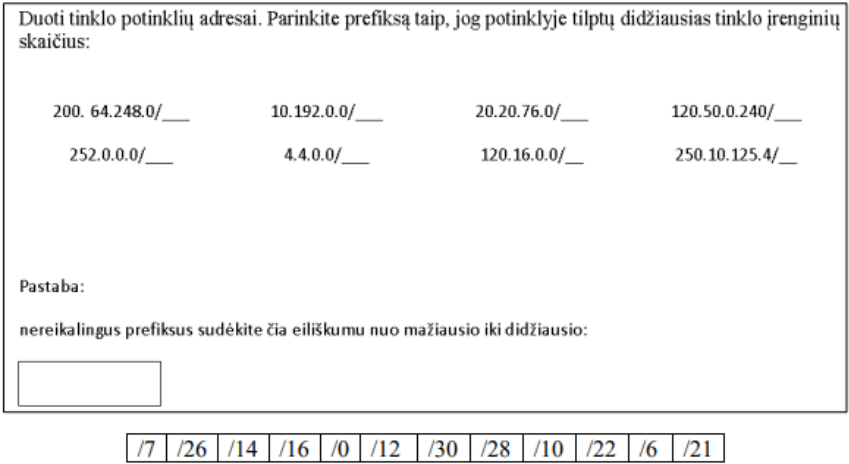 Duoti tinklo potinklių adresai. Parinkite prefiksą taip, jog potinklyje tilptų didžiausias tinklo įrenginių
skaičius:
200. 64.248.0/___ 10.192.0.0/___ 20.20.76.0/___ 120.50.0.240/___
252.0.0.0/___ 4.4.0.0/___ 120.16.0.0/__ 250.10.125.4/__
Pastaba:
nereikalingus prefiksus sudėkite čia eiliškumu nuo mažiausio iki didžiausio:
/7 /26 /14 /16 /0 /12 /30 /28 /10 /22 /6 /21